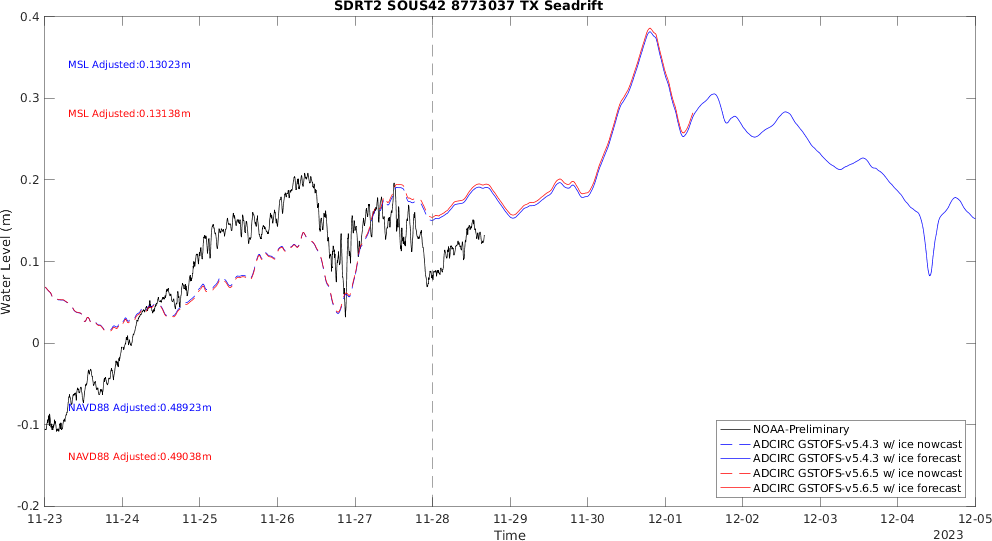 SDRT2 SOUS42 8773037 TX Seadrift
0.4
MSL Adjusted:0.13023m
0.3
MSL Adjusted:0.13138m
0.2
0.1
Water Level (m)
0
NAVD88 Adjusted:0.48923m
-0.1
NAVD88 Adjusted:0.49038m
-0.2
NOAA-Preliminary
ADCIRC GSTOFS-v5.4.3 w/ ice nowcast
ADCIRC GSTOFS-v5.4.3 w/ ice forecast
ADCIRC GSTOFS-v5.6.5 w/ ice nowcast
ADCIRC GSTOFS-v5.6.5 w/ ice forecast
11-23 11-24 11-25 11-26 11-27 11-28 11-29 11-30 12-01 12-02 12-03 12-04 12-05
Time
2023